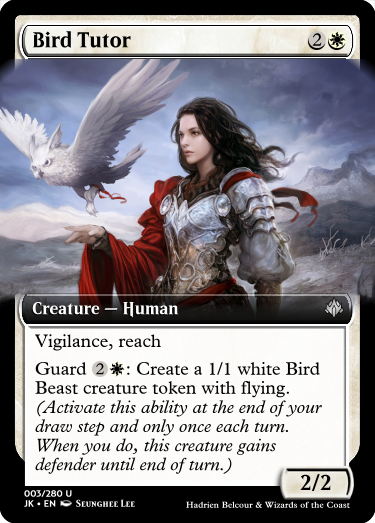 Bird Tutor 2
Creature — Human
Vigilance, reach
Guard 2: Create a 1/1 white Bird
Beast creature token with flying.
(Activate this ability at the end of your
draw step and only once each turn.
When you do, this creature gains
defender until end of turn.)
2/2
003/280 U
JK • EN Seunghee Lee
Hadrien Belcour & Wizards of the Coast